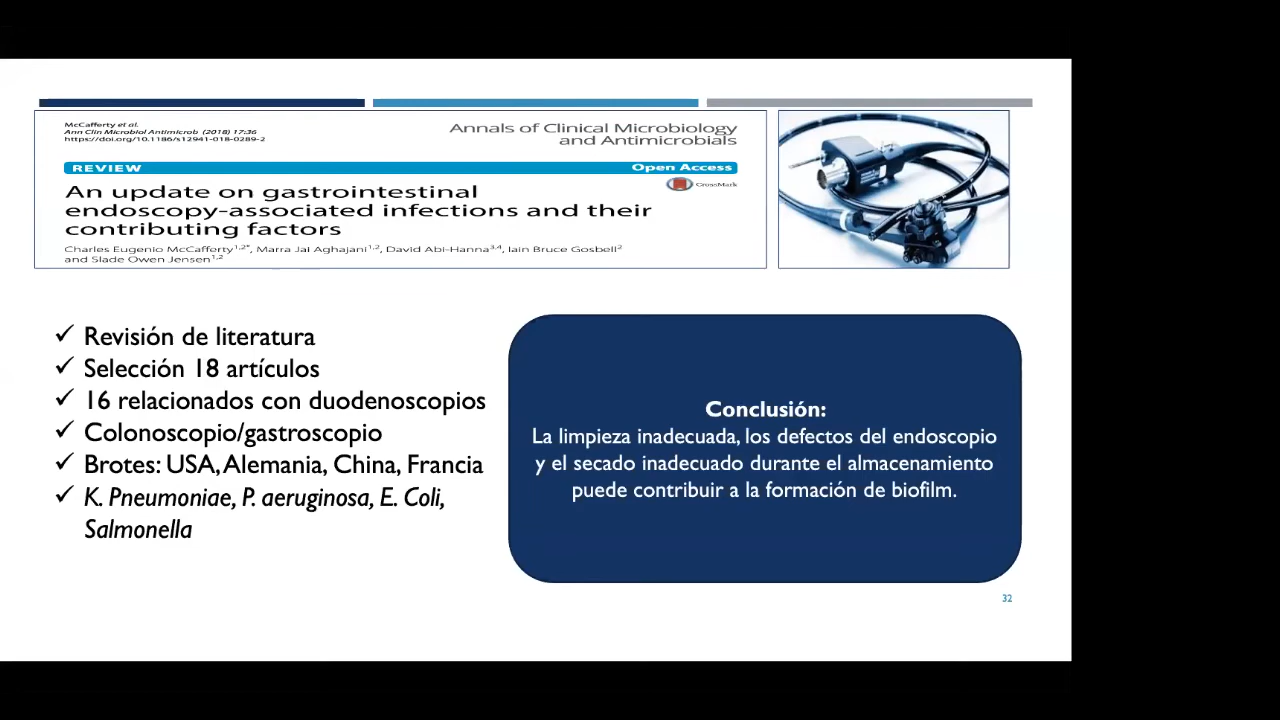 McCafferty et al.
Ann Clin Microbiol Antimicrob (2018) 17:36
https://doi.org/10.1186/s12941-018-0289-2
Annals of Clinical Microbiology
and Antimicrobials
REVIEW
Open Access
An update on gastrointestinal
endoscopy-associated infections and their
contributing factors
CrossMark
Charles Eugenio McCafferty1,2*, Marra Jai Aghajani1,2, David Abi-Hanna3,4, Iain Bruce Gosbell2
and Slade Owen Jensen1,2
✓ Revisión de literatura
✓ Selección 18 artículos
✓ 16 relacionados con duodenoscopios
✓ Colonoscopio/gastroscopio
✓ Brotes: USA, Alemania, China, Francia
✓ K. Pneumoniae, P. aeruginosa, E. Coli,
Salmonella
Conclusión:
La limpieza inadecuada, los defectos del endoscopio
y el secado inadecuado durante el almacenamiento
puede contribuir a la formación de biofilm.
32